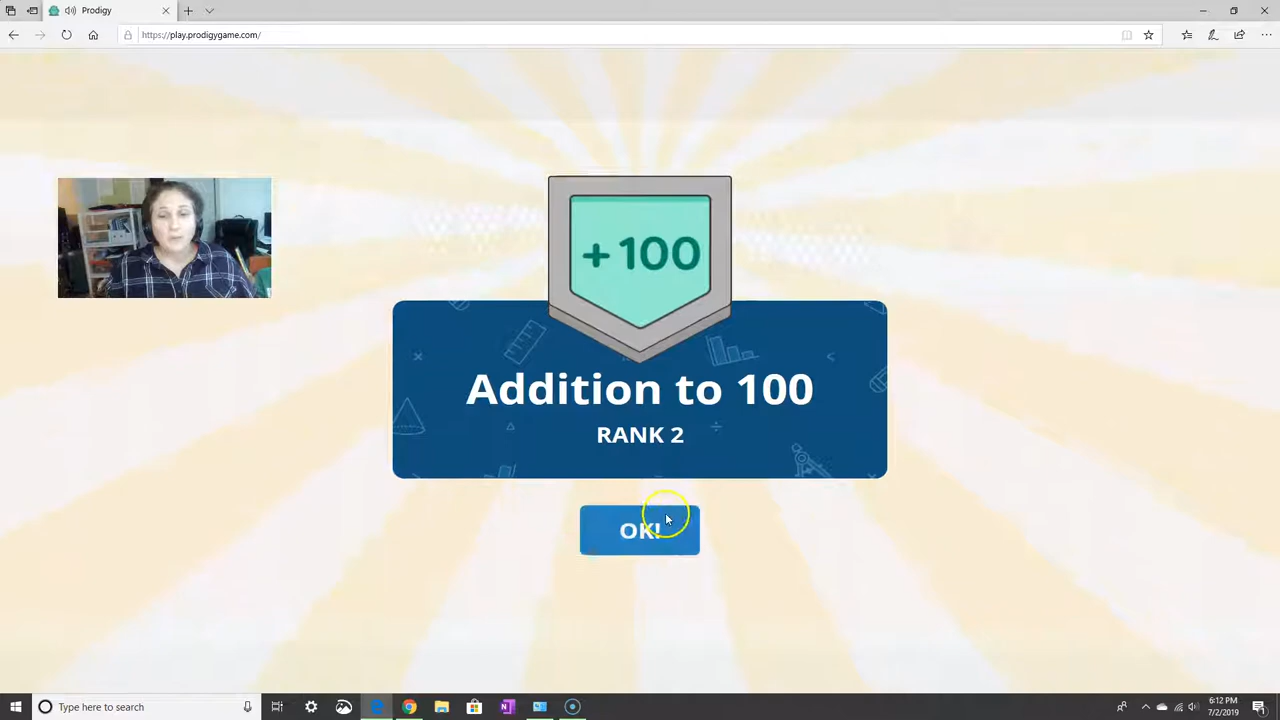 Prodigy
https://play.prodigygame.com/
+100
Addition to 100
RANK 2
OK!
Type here to search
6:12 PM
7/2/2019